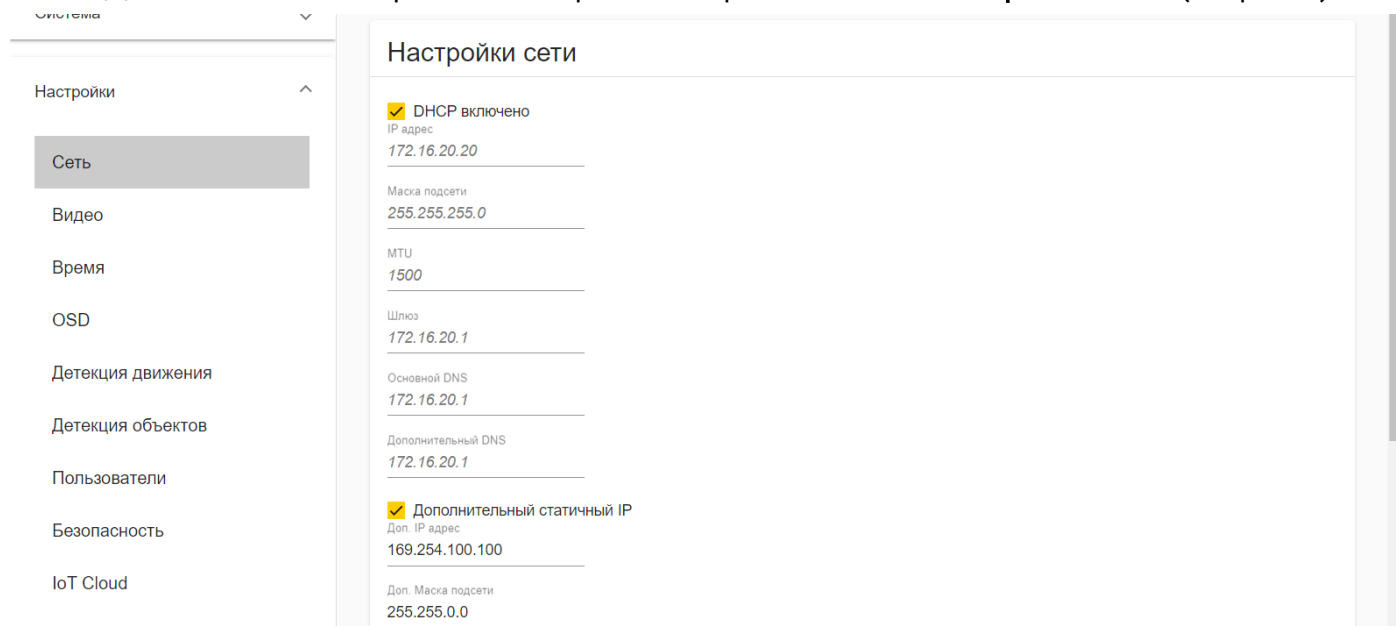 Система
Настройки
Сеть
Видео
Время
OSD
Детекция движения
Детекция объектов
Пользователи
Безопасность
IoT Cloud
Настройки сети
DHCP включено
IP адрес
172.16.20.20
Маска подсети
255.255.255.0
MTU
1500
Шлюз
172.16.20.1
Основной DNS
172.16.20.1
Дополнительный DNS
172.16.20.1
Дополнительный статичный IP
Доп. IP адрес
169.254.100.100
Доп. Маска подсети
255.255.0.0